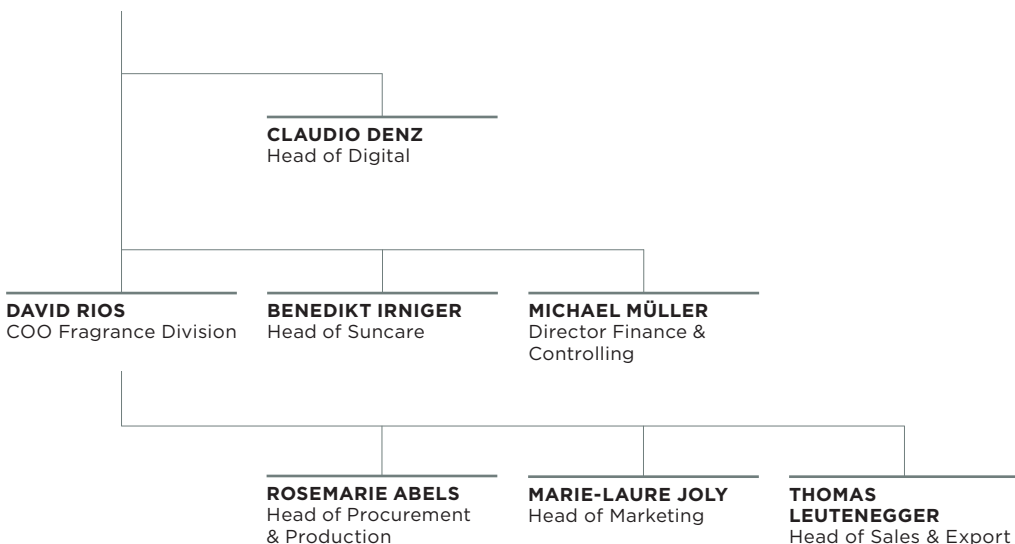 CLAUDIO DENZ
Head of Digital
DAVID RIOS
COO Fragrance Division
BENEDIKT IRNIGER
Head of Suncare
MICHAEL MÜLLER
Director Finance &
Controlling
ROSEMARIE ABELS
Head of Procurement
& Production
MARIE-LAURE JOLY
Head of Marketing
THOMAS
LEUTENEGGER
Head of Sales & Export